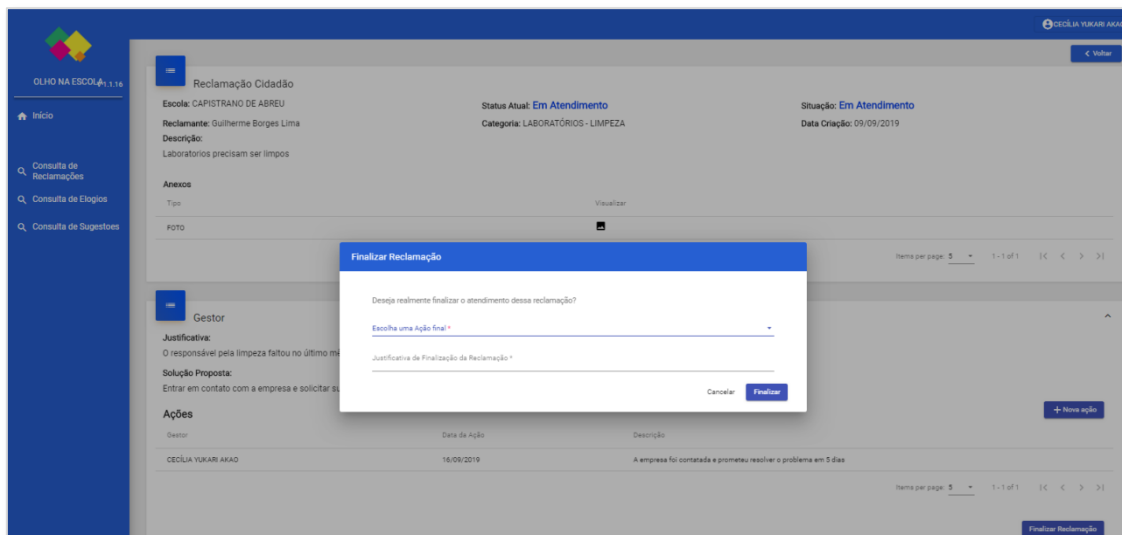 CECÍLIA YUKARI AKAO
OLHO NA ESCOLA 1.1.16
Voltar
Início
Consulta de
Reclamações
Consulta de Elogios
Consulta de Sugestoes
Reclamação Cidadão
Escola: CAPISTRANO DE ABREU
Status Atual: Em Atendimento
Situação: Em Atendimento
Reclamante: Guilherme Borges Lima
Categoria: LABORATÓRIOS - LIMPEZA
Data Criação: 09/09/2019
Descrição:
Laboratorios precisam ser limpos
Anexos
Tipo
Visualizar
FOTO
Items per page: 5
1 - 1 of 1
Finalizar Reclamação
Deseja realmente finalizar o atendimento dessa reclamação?
Escolha uma Ação final *
Justificativa de Finalização da Reclamação *
Cancelar
Finalizar
Gestor
Justificativa:
O responsável pela limpeza faltou no último
Solução Proposta:
Entrar em contato com a empresa e solicitar
Ações
+ Nova ação
Gestor
Data da Ação
Descrição
CECÍLIA YUKARI AKAO
16/09/2019
A empresa foi contatada e prometeu resolver o problema em 5 dias
Items per page: 5
1 - 1 of 1
Finalizar Reclamação